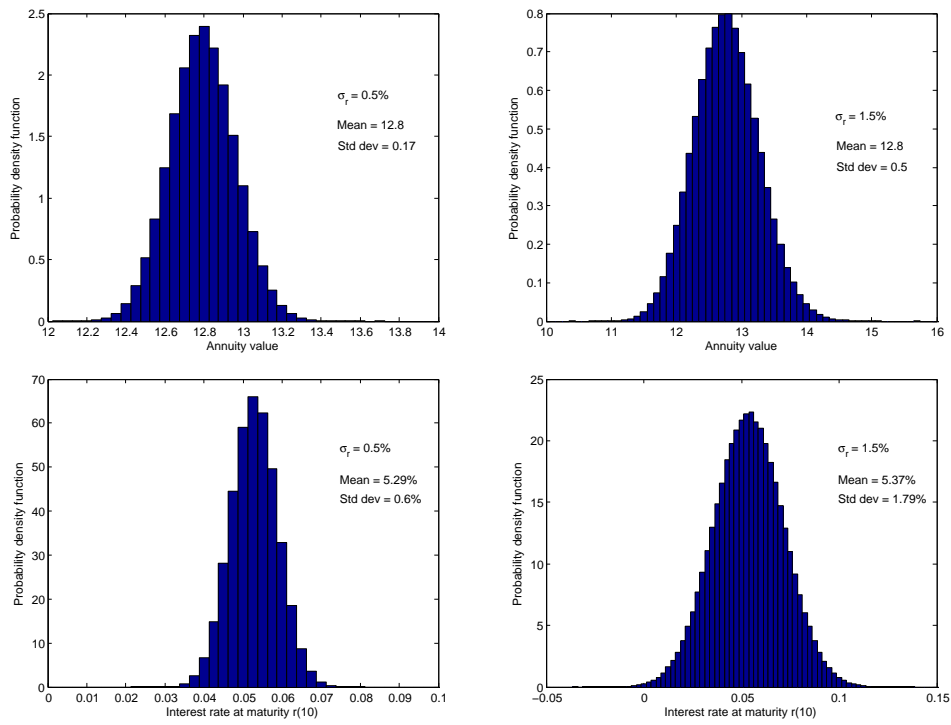 2.5
2
1.5
1
0.5
0
Probability density function
σr = 0.5%
Mean = 12.8
Std dev = 0.17
12 12.2 12.4 12.6 12.8 13 13.2 13.4 13.6 13.8 14
Annuity value
0.8
0.7
0.6
0.5
0.4
0.3
0.2
0.1
0
Probability density function
σr = 1.5%
Mean = 12.8
Std dev = 0.5
10 11 12 13 14 15 16
Annuity value
70
60
50
40
30
20
10
0
Probability density function
σr = 0.5%
Mean = 5.29%
Std dev = 0.6%
0 0.01 0.02 0.03 0.04 0.05 0.06 0.07 0.08 0.09 0.1
Interest rate at maturity r(10)
25
20
15
10
5
0
Probability density function
σr = 1.5%
Mean = 5.37%
Std dev = 1.79%
−0.05 0 0.05 0.1 0.15
Interest rate at maturity r(10)